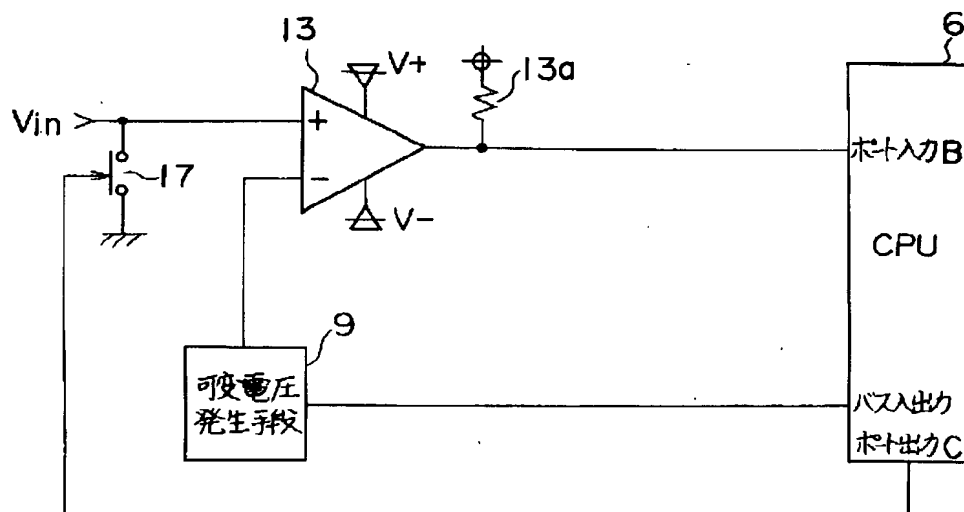 13
V+
13a
6
Vin
+
−
17
V-
ポート入力B
CPU
9
可変電圧
発生手段
バス入出力
ポート出力C